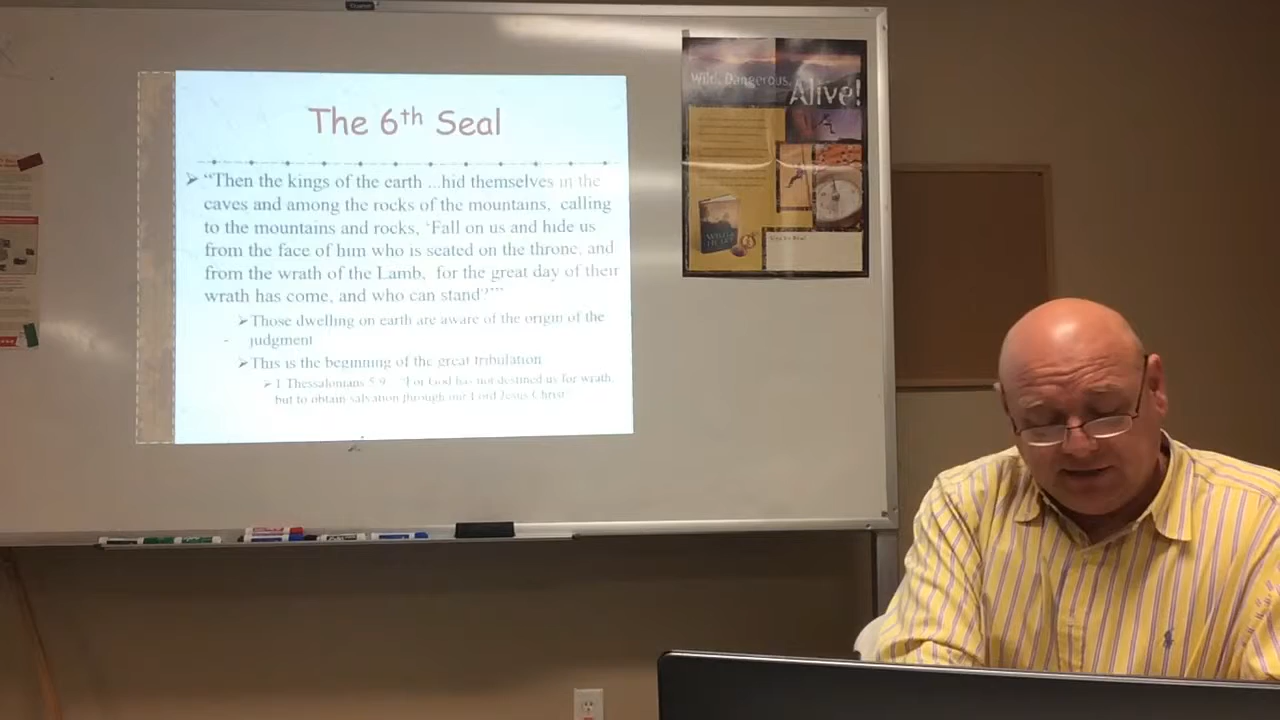 The 6th Seal
"Then the kings of the earth ...hid themselves in the
caves and among the rocks of the mountains, calling
to the mountains and rocks, 'Fall on us and hide us
from the face of him who is seated on the throne, and
from the wrath of the Lamb, for the great day of their
wrath has come, and who can stand?'"
Those dwelling on earth are aware of the origin of the
judgment
This is the beginning of the great tribulation
1 Thessalonians 5:9 "For God has not destined us for wrath,
but to obtain salvation through our Lord Jesus Christ
Wild, Dangerous,
Alive!